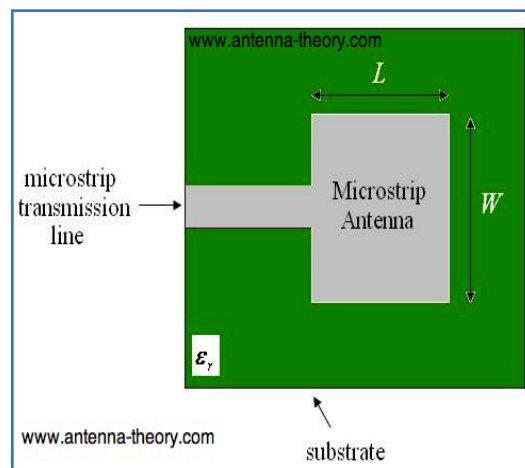 www.antenna-theory.com
L
microstrip
transmission
line
Microstrip
Antenna
W
εr
www.antenna-theory.com
substrate